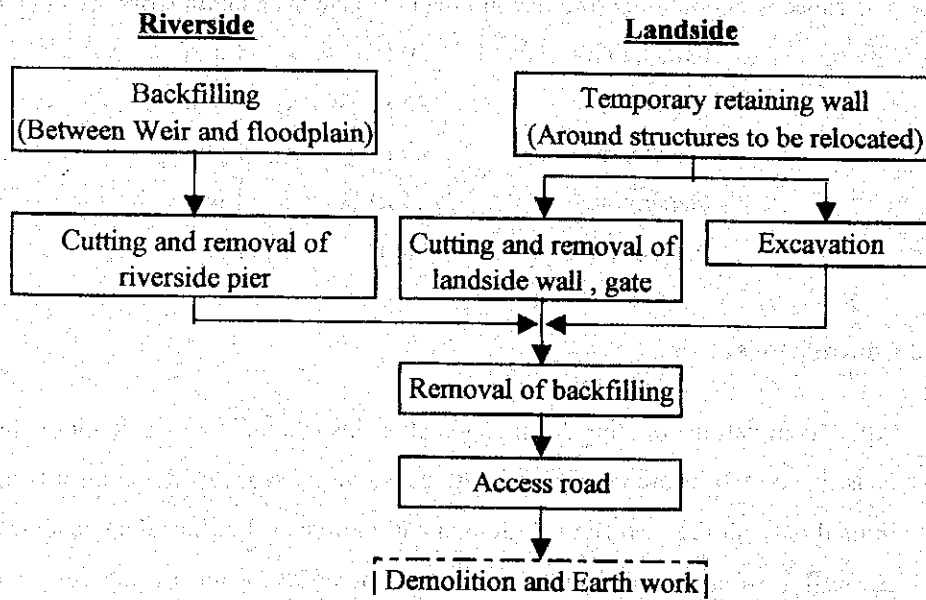 Riverside
Landside
Backfilling
(Between Weir and floodplain)
Temporary retaining wall
(Around structures to be relocated)
Cutting and removal of
riverside pier
Cutting and removal of
landside wall , gate
Excavation
Removal of backfilling
Access road
Demolition and Earth work